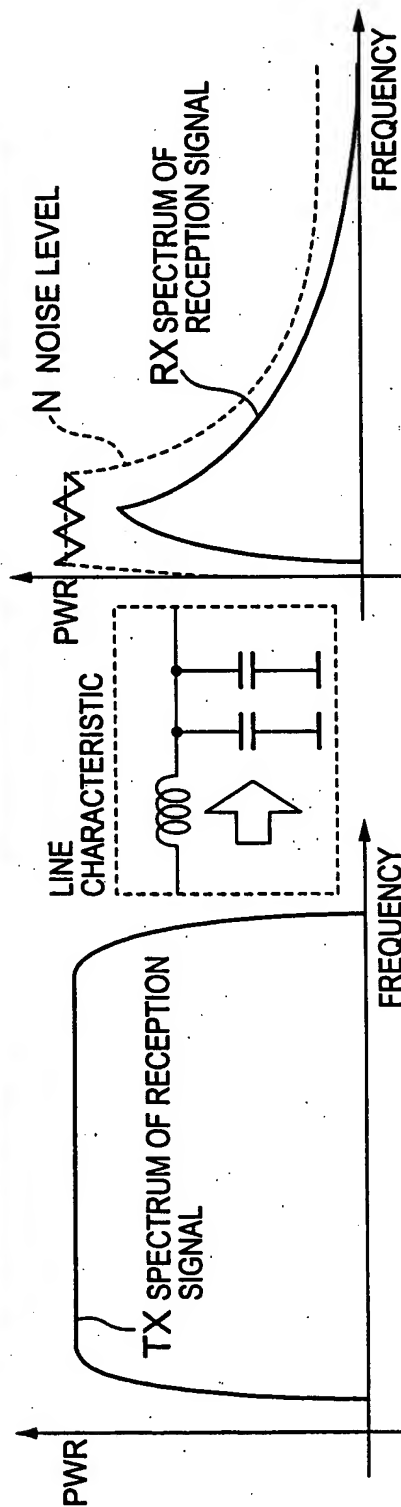 PWR
TX SPECTRUM OF RECEPTION
SIGNAL
FREQUENCY
LINE
CHARACTERISTIC
PWR
N NOISE LEVEL
RX SPECTRUM OF
RECEPTION SIGNAL
FREQUENCY